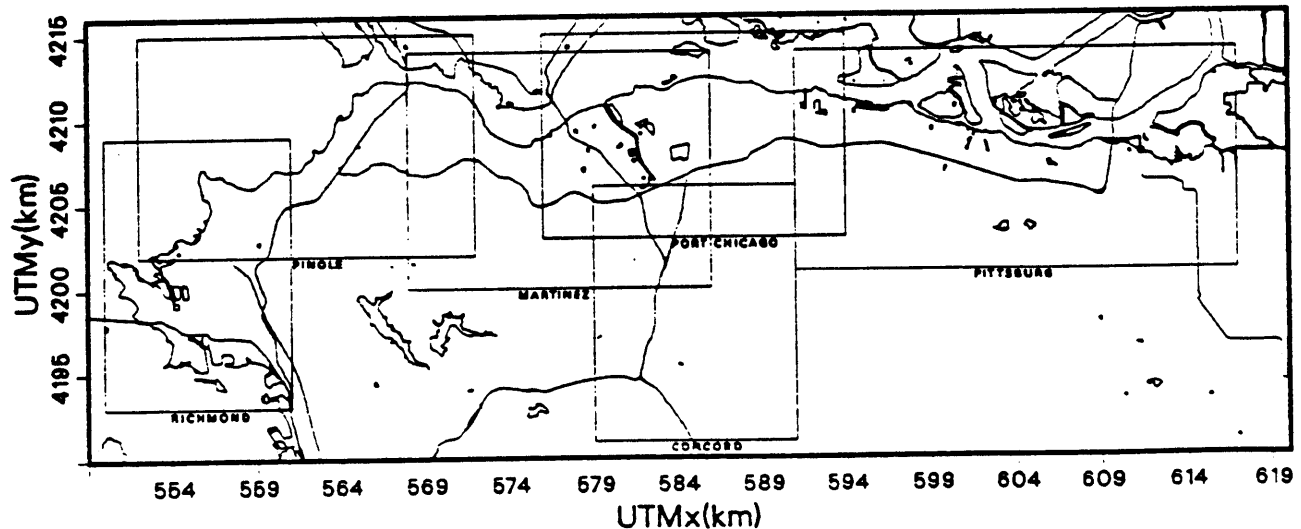 UTMy(km)
4215
4210
4205
4200
4195
PINOLE
RICHMOND
MARTINEZ
PORT CHICAGO
CONCORD
PITTSBURG
554 559 564 569 574 579 584 589 594 599 604 609 614 619
UTMx(km)